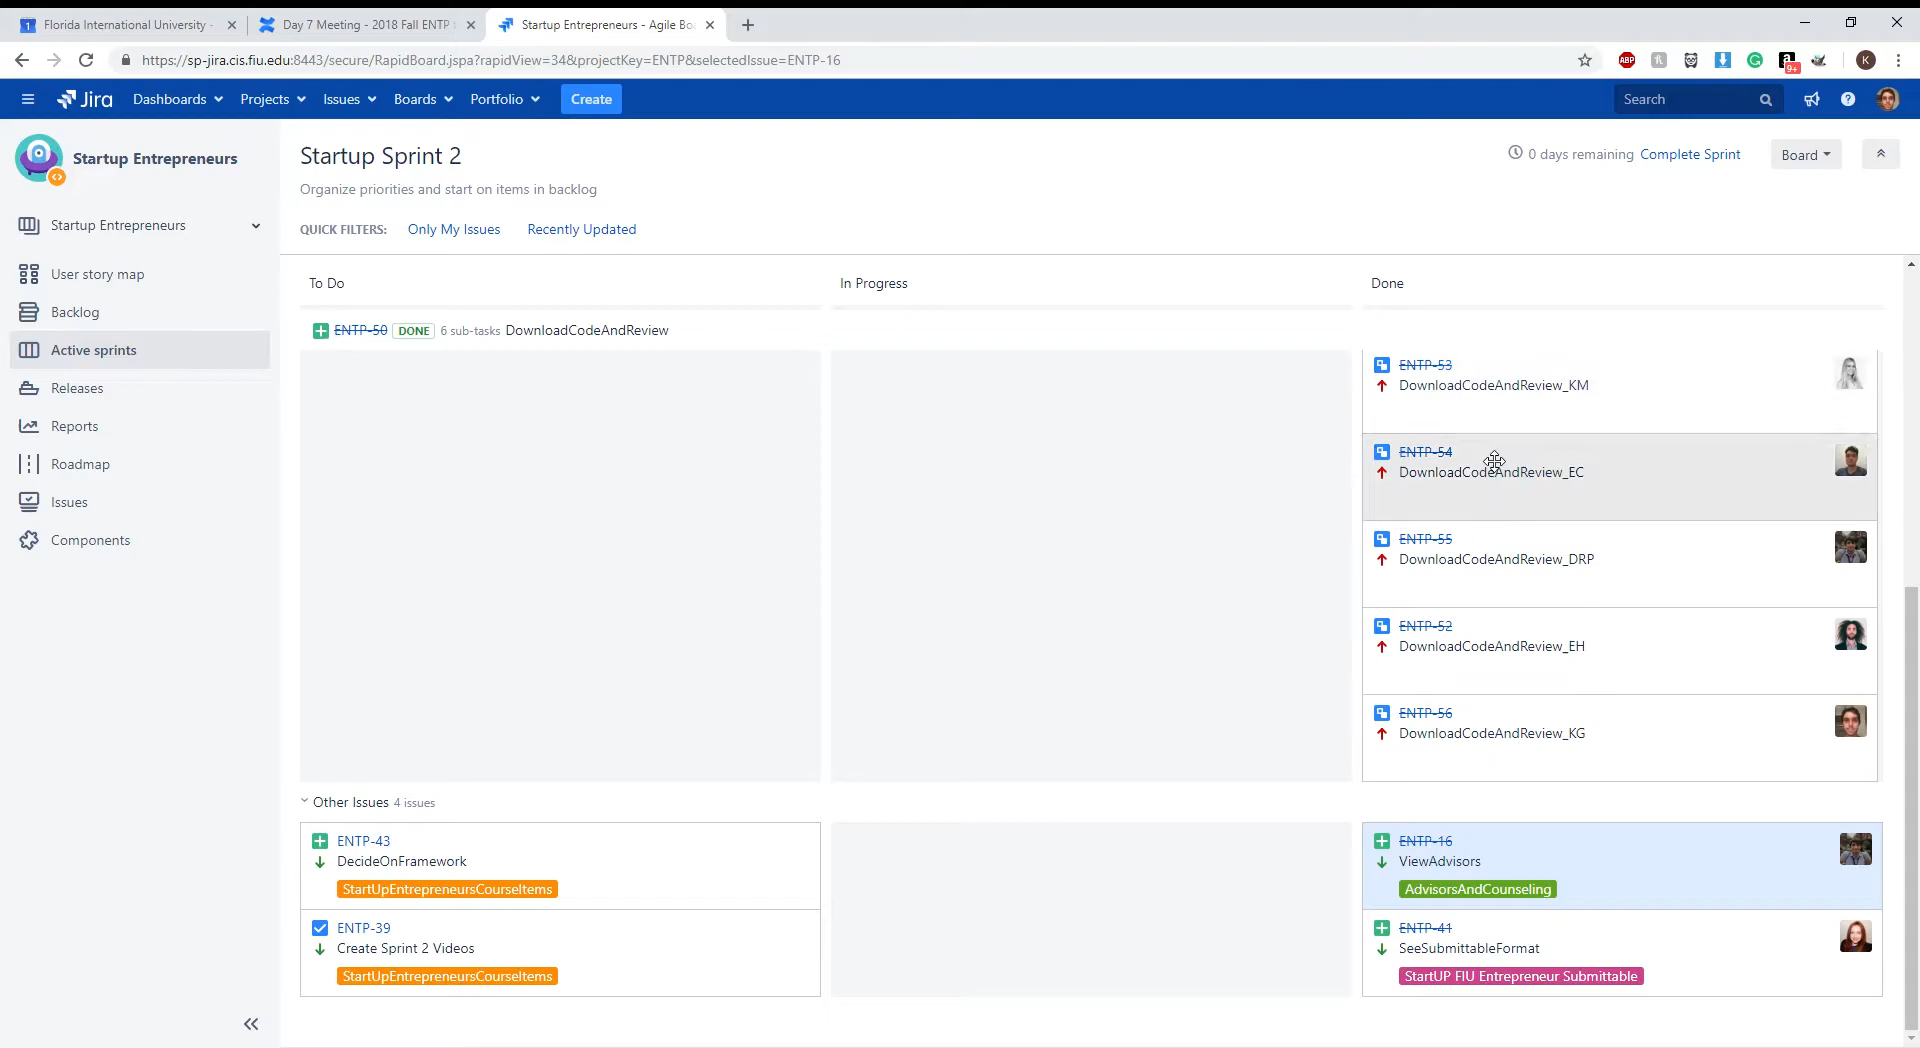 Florida International University -
Day 7 Meeting - 2018 Fall ENTP
Startup Entrepreneurs - Agile Bo
https://sp-jira.cis.fiu.edu:8443/secure/RapidBoard.jspa?rapidView=34&projectKey=ENTP&selectedIssue=ENTP-16
ABP
9+
K
Jira
Dashboards
Projects
Issues
Boards
Portfolio
Create
Search
Startup Entrepreneurs
Startup Entrepreneurs
User story map
Backlog
Active sprints
Releases
Reports
Roadmap
Issues
Components
Startup Sprint 2
0 days remaining Complete Sprint
Board
Organize priorities and start on items in backlog
QUICK FILTERS: Only My Issues Recently Updated
To Do
In Progress
Done
ENTP-50 DONE 6 sub-tasks DownloadCodeAndReview
ENTP-53
DownloadCodeAndReview_KM
ENTP-54
DownloadCodeAndReview_EC
ENTP-55
DownloadCodeAndReview_DRP
ENTP-52
DownloadCodeAndReview_EH
ENTP-56
DownloadCodeAndReview_KG
Other Issues 4 issues
ENTP-43
DecideOnFramework
StartUpEntrepreneursCourseItems
ENTP-39
Create Sprint 2 Videos
StartUpEntrepreneursCourseItems
ENTP-16
ViewAdvisors
AdvisorsAndCounseling
ENTP-41
SeeSubmittableFormat
StartUP FIU Entrepreneur Submittable